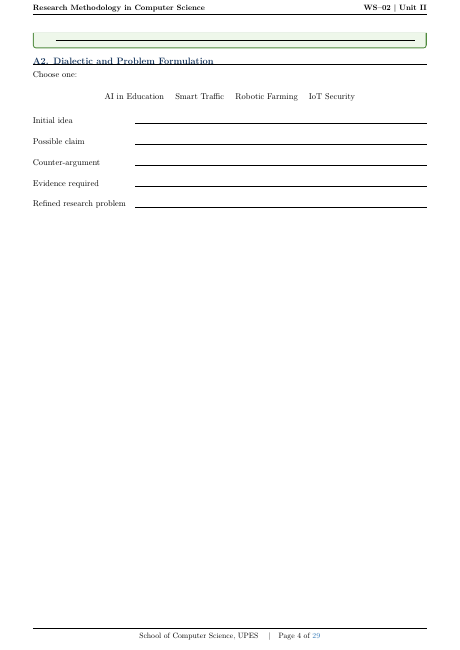 Research Methodology in Computer Science WS–02 | Unit II
A2. Dialectic and Problem Formulation
Choose one:
AI in Education Smart Traffic Robotic Farming IoT Security
Initial idea
Possible claim
Counter-argument
Evidence required
Refined research problem
School of Computer Science, UPES | Page 4 of 29